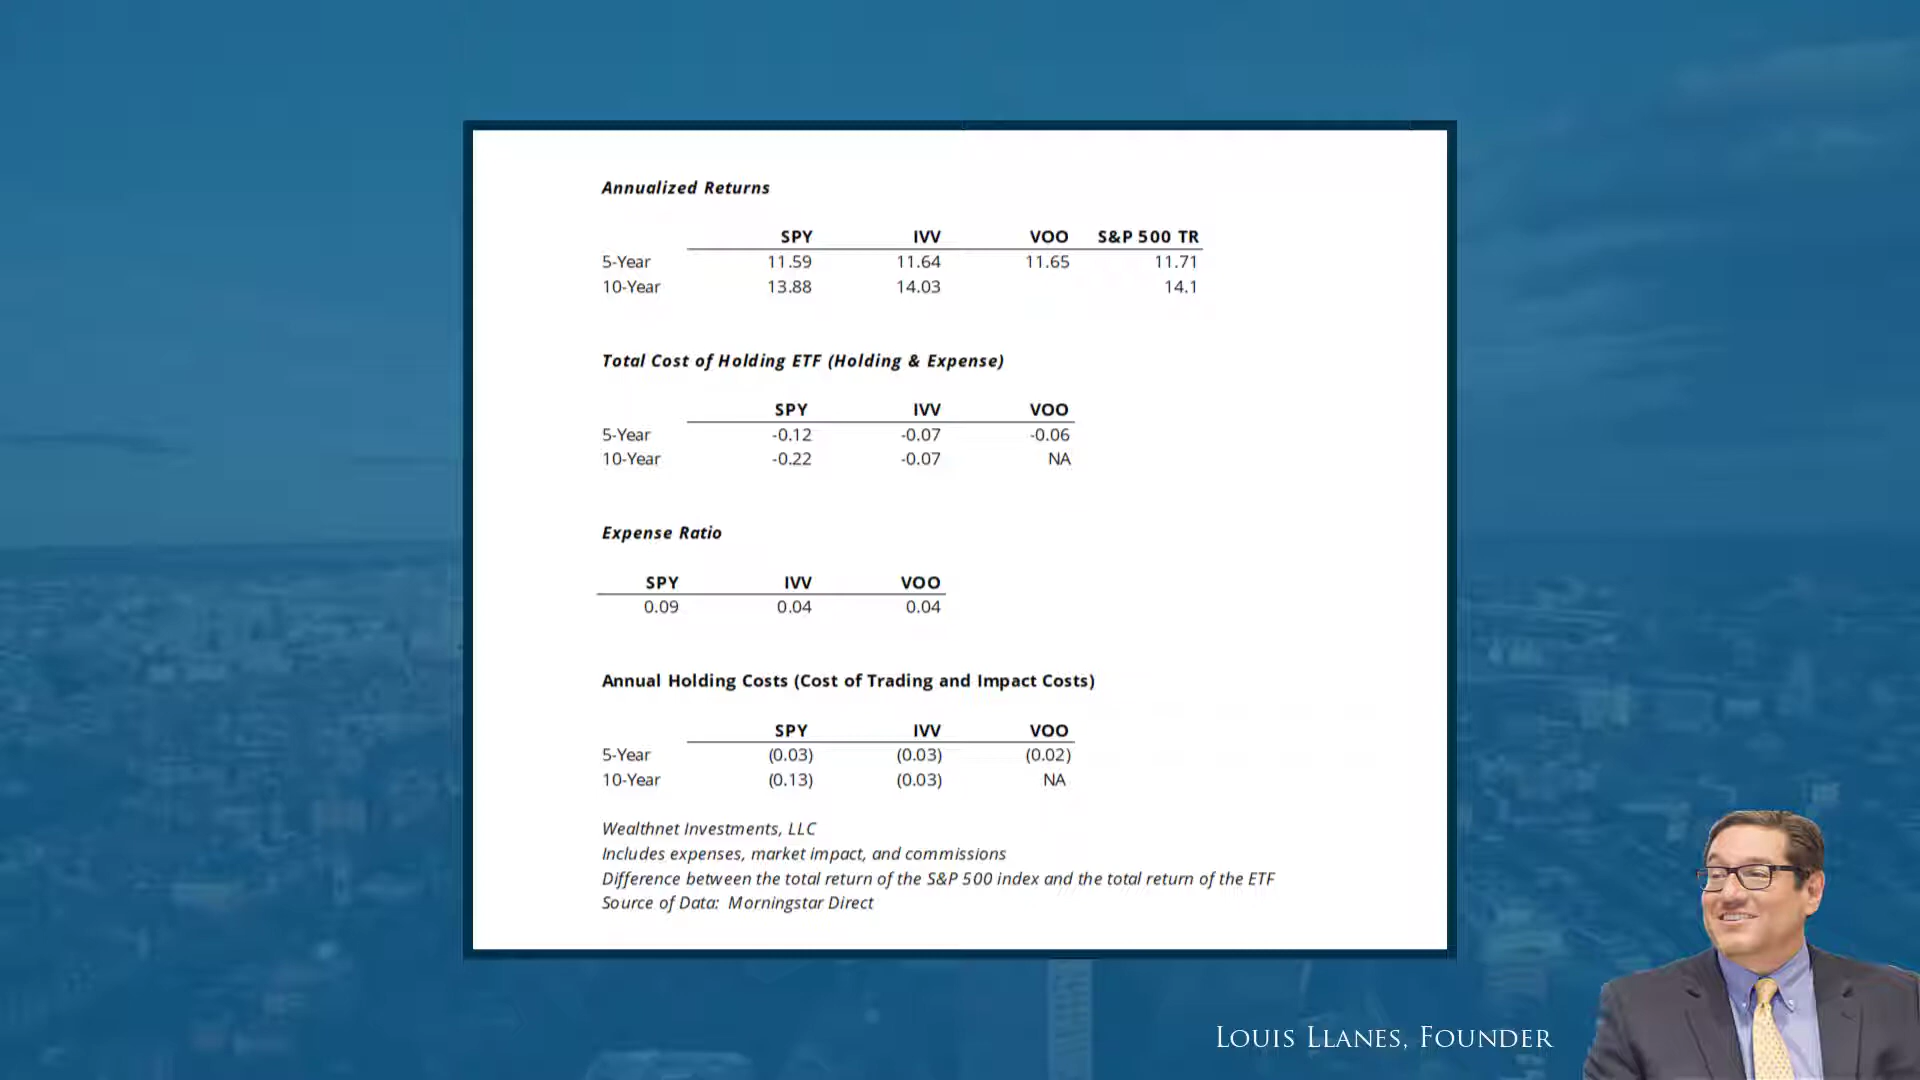 Annualized Returns
SPY IVV VOO S&P 500 TR
5-Year 11.59 11.64 11.65 11.71
10-Year 13.88 14.03 14.1
Total Cost of Holding ETF (Holding & Expense)
SPY IVV VOO
5-Year -0.12 -0.07 -0.06
10-Year -0.22 -0.07 NA
Expense Ratio
SPY IVV VOO
0.09 0.04 0.04
Annual Holding Costs (Cost of Trading and Impact Costs)
SPY IVV VOO
5-Year (0.03) (0.03) (0.02)
10-Year (0.13) (0.03) NA
Wealthnet Investments, LLC
Includes expenses, market impact, and commissions
Difference between the total return of the S&P 500 index and the total return of the ETF
Source of Data: Morningstar Direct
Louis Llanes, Founder